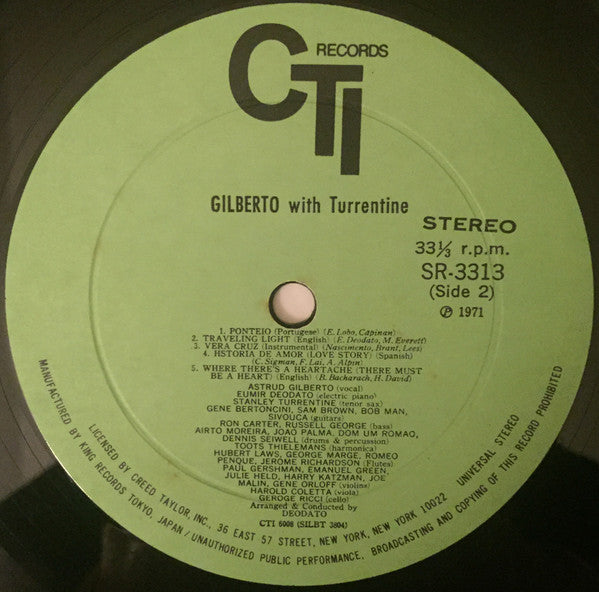 CTI RECORDS
GILBERTO with Turrentine
STEREO
33⅓ r.p.m.
SR-3313
(Side 2)
℗ 1971
1. PONTEIO (Portugese) (E. Lobo, Capinan)
2. TRAVELING LIGHT (English) (E. Deodato, M. Everett)
3. VERA CRUZ (Instrumental) (Nascimento, Brant, Lees)
4. HSTORIA DE AMOR (LOVE STORY) (Spanish)
(C. Sigman, F. Lai, A. Alpin)
5. WHERE THERE'S A HEARTACHE (THERE MUST
BE A HEART) (English) (B. Bacharach, H. David)
ASTRUD GILBERTO (vocal)
EUMIR DEODATO (electric piano)
STANLEY TURRENTINE (tenor sax)
GENE BERTONCINI, SAM BROWN, BOB MAN,
SIVOUCA (guitars)
RON CARTER, RUSSELL GEORGE (bass)
AIRTO MOREIRA, JOAO PALMA, DOM UM ROMAO,
DENNIS SEIWELL (drums & percussion)
TOOTS THIELEMANS (harmonica)
HUBERT LAWS, GEORGE MARGE, ROMEO
PENQUE, JEROME RICHARDSON (Flutes)
PAUL GERSHMAN, EMANUEL GREEN,
JULIE HELD, HARRY KATZMAN, JOE
MALIN, GENE ORLOFF (violins)
HAROLD COLETTA (viola)
GEROGE RICCI (cello)
Arranged & Conducted by
DEODATO
CTI 6008 (SILBT 3804)
LICENSED BY CREED TAYLOR, INC., 36 EAST 57 STREET, NEW YORK, NEW YORK 10022 UNIVERSAL STEREO
MANUFACTURED BY KING RECORDS TOKYO, JAPAN / UNAUTHORIZED PUBLIC PERFORMANCE, BROADCASTING AND COPYING OF THIS RECORD PROHIBITED